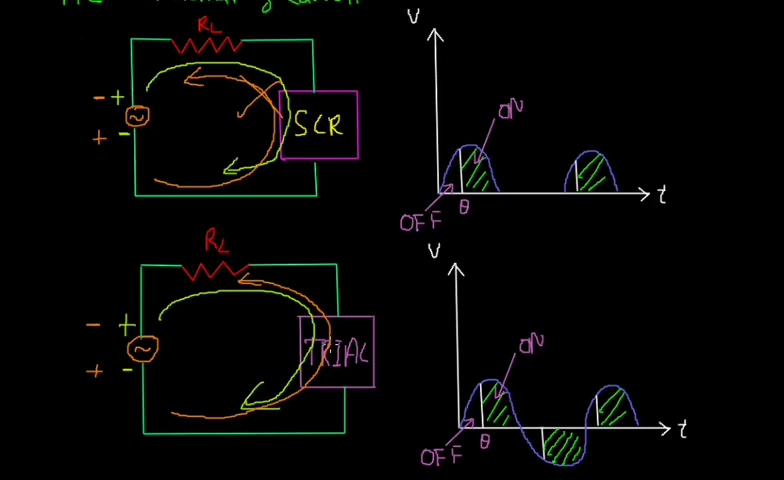 RL
V
- +
SCR
ON
+ -
OFF
θ
t
RL
V
- +
TRIAC
ON
+ -
OFF
θ
t